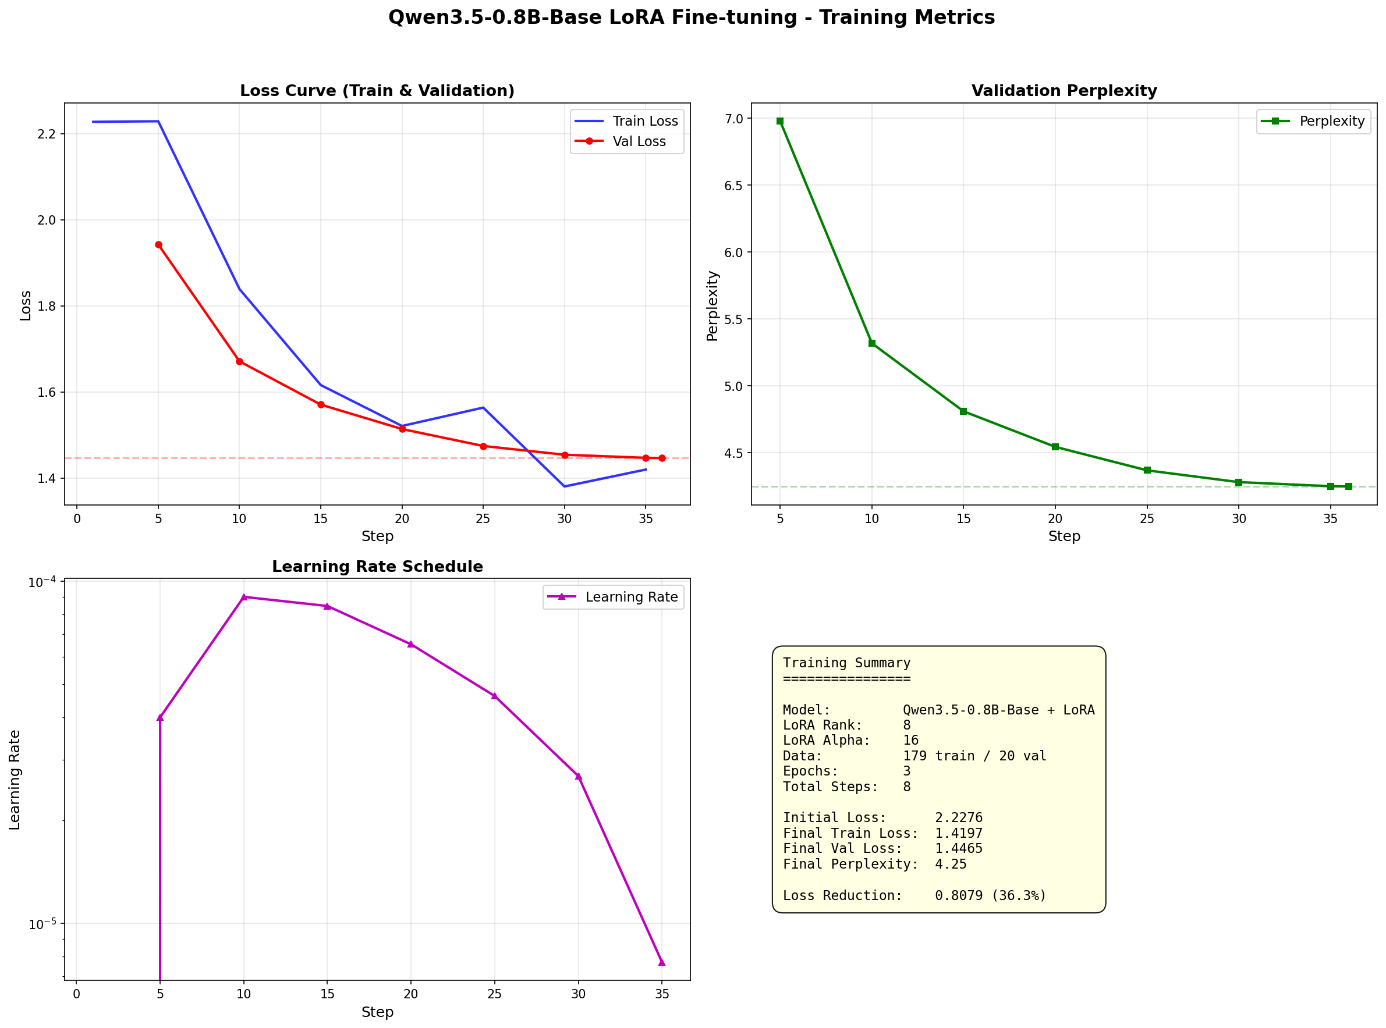 Qwen3.5-0.8B-Base LoRA Fine-tuning - Training Metrics
Loss Curve (Train & Validation)
Train Loss
Val Loss
2.2
2.0
1.8
1.6
1.4
Loss
0 5 10 15 20 25 30 35
Step
Validation Perplexity
Perplexity
7.0
6.5
6.0
5.5
5.0
4.5
Perplexity
5 10 15 20 25 30 35
Step
Learning Rate Schedule
Learning Rate
10⁻⁴
10⁻⁵
Learning Rate
0 5 10 15 20 25 30 35
Step
Training Summary
================
Model: Qwen3.5-0.8B-Base + LoRA
LoRA Rank: 8
LoRA Alpha: 16
Data: 179 train / 20 val
Epochs: 3
Total Steps: 8
Initial Loss: 2.2276
Final Train Loss: 1.4197
Final Val Loss: 1.4465
Final Perplexity: 4.25
Loss Reduction: 0.8079 (36.3%)